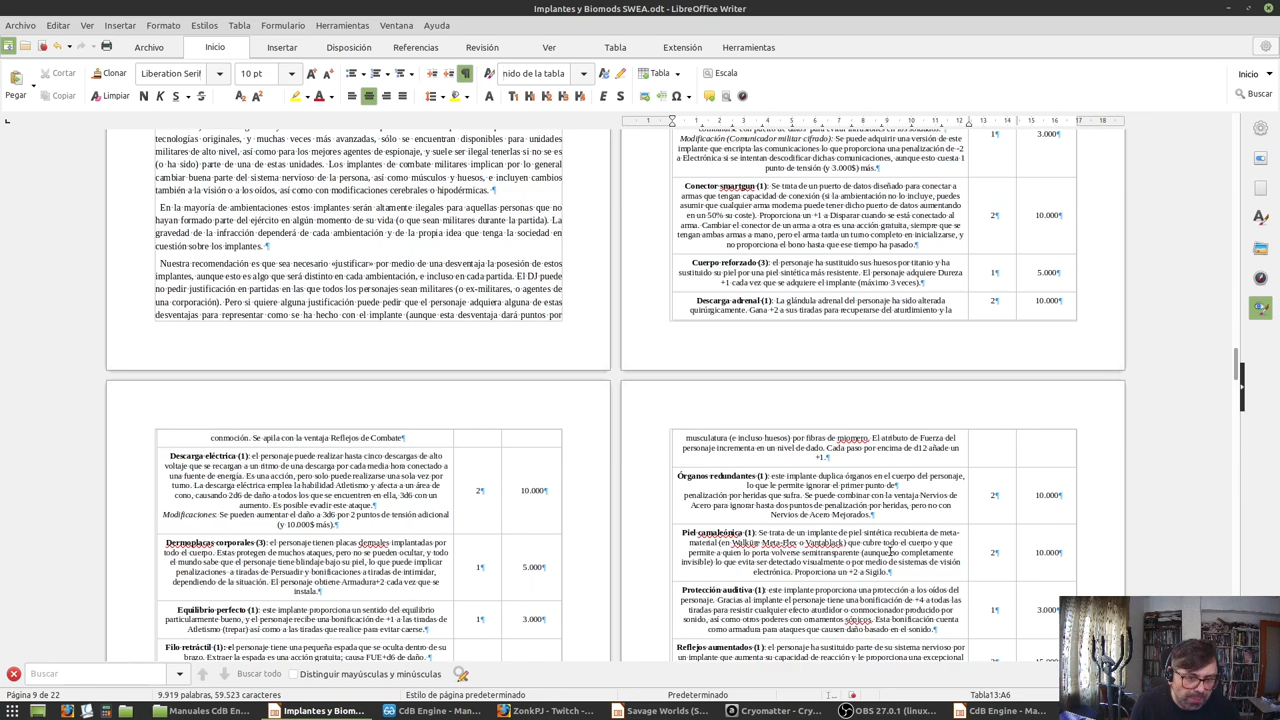 Implantes y Biomods SWEA.odt - LibreOffice Writer
Archivo Editar Ver Insertar Formato Estilos Tabla Formulario Herramientas Ventana Ayuda
Archivo Inicio Insertar Disposición Referencias Revisión Ver Tabla Extensión Herramientas
Pegar Cortar Clonar Liberation Serif 10 pt nido de la tabla Tabla Escala Inicio
Copiar Limpiar Buscar
tecnologías originales, y muchas veces más avanzadas, sólo se encuentran disponible para unidades
militares de alto nivel, así como para los mejores agentes de espionaje, y suele ser ilegal tenerlas si no se es
(o ha sido) parte de una de estas unidades. Los implantes de combate militares implican por lo general
cambiar buena parte del sistema nervioso de la persona, así como músculos y huesos, e incluyen cambios
también a la visión o a los oídos, así como con modificaciones cerebrales o hipodérmicas. ¶
En la mayoría de ambientaciones estos implantes serán altamente ilegales para aquellas personas que no
hayan formado parte del ejército en algún momento de su vida (o que sean militares durante la partida). La
gravedad de la infracción dependerá de cada ambientación y de la propia idea que tenga la sociedad en
cuestión sobre los implantes. ¶
Nuestra recomendación es que sea necesario «justificar» por medio de una desventaja la posesión de estos
implantes, aunque esto es algo que será distinto en cada ambientación, e incluso de cada partida. El DJ puede
no pedir justificación en partidas en las que todos los personajes sean militares (o ex-militares, o agentes de
una corporación). Pero si quiere alguna justificación puede pedir que el personaje adquiera alguna de estas
desventajas para representar como se ha hecho con el implante (aunque esta desventaja dará puntos por
1 1 2 3 4 5 6 7 8 9 10 11 12 13 14 15 16 17 18
Modificación (Comunicador militar cifrado): Se puede adquirir una versión de este
implante que encripta las comunicaciones lo que proporciona una penalización de -2
a Electrónica si se intentan descodificar dichas comunicaciones, aunque esto cuesta 1
punto de tensión (y 3.000$) más.¶
1¶ 3.000¶
Conector smartgun (1): Se trata de un puerto de datos diseñado para conectar a
armas que tengan capacidad de conexión (si la ambientación no lo incluye, puedes
asumir que cualquier arma moderna puede tener dicho puerto de datos aumentando
en un 50% su coste). Proporciona un +1 a Disparar cuando se está conectado al
arma. Cambiar el conector de un arma a otra es una acción gratuita, siempre que se
tengan ambas armas a mano, pero el arma tarda un turno completo en inicializarse, y
no proporciona el bono hasta que ese tiempo ha pasado.¶
2¶ 10.000¶
Cuerpo reforzado (3): el personaje ha sustituido sus huesos por titanio y ha
sustituido su piel por una piel sintética más resistente. El personaje adquiere Dureza
+1 cada vez que se adquiere el implante (máximo 3 veces).¶
1¶ 5.000¶
Descarga adrenal (1): La glándula adrenal del personaje ha sido alterada
quirúrgicamente. Gana +2 a sus tiradas para recuperarse del aturdimiento y la
2¶ 10.000¶
conmoción. Se apila con la ventaja Reflejos de Combate¶
Descarga eléctrica (1): el personaje puede realizar hasta cinco descargas de alto
voltaje que se recargan a un ritmo de una descarga por cada media hora conectado a
una fuente de energía. Es una acción, pero solo puede realizarse una sola vez por
turno. La descarga eléctrica emplea la habilidad Atletismo y afecta a un área de
cono, causando 2d6 de daño a todos los que se encuentren en ella, 3d6 con un
aumento. Es posible evadir este ataque.¶
Modificaciones: Se pueden aumentar el daño a 3d6 por 2 puntos de tensión adicional
(y 10.000$ más).¶
2¶ 10.000¶
Dermoplacas corporales (3): el personaje tienen placas dermales implantadas por
todo el cuerpo. Estas protegen de muchos ataques, pero no se pueden ocultar, y todo
el mundo sabe que el personaje tiene blindaje bajo su piel, lo que puede implicar
penalizaciones a tiradas de Persuadir y bonificaciones a tiradas de intimidar,
dependiendo de la situación. El personaje obtiene Armadura+2 cada vez que se
instala.¶
1¶ 5.000¶
Equilibrio perfecto (1): este implante proporciona un sentido del equilibrio
particularmente bueno, y el personaje recibe una bonificación de +1 a las tiradas de
Atletismo (trepar) así como a las tiradas que realice para evitar caerse.¶
1¶ 3.000¶
Filo retráctil (1): el personaje tiene una pequeña espada que se oculta dentro de su
brazo. Extraer la espada es una acción gratuita; causa FUE+d6 de daño.¶
musculatura (e incluso huesos) por fibras de miomero, El atributo de Fuerza del
personaje incrementa en un nivel de dado. Cada paso por encima de d12 añade un
+1.¶
Órganos redundantes (1): este implante duplica órganos en el cuerpo del personaje,
lo que le permite ignorar el primer punto de¶
penalización por heridas que sufra. Se puede combinar con la ventaja Nervios de
Acero para ignorar hasta dos puntos de penalización por heridas, pero no con
Nervios de Acero Mejorados.¶
2¶ 10.000¶
Piel camaleónica (1): Se trata de un implante de piel sintética recubierta de meta-
material (en Walküre Meta-Flex o Vantablack) que cubre todo el cuerpo y que
permite a quien lo porta volverse semitransparente (aunque no completamente
invisible) lo que evita ser detectado visualmente o por medio de sistemas de visión
electrónica. Proporciona un +2 a Sigilo.¶
2¶ 10.000¶
Protección auditiva (1): este implante proporciona una protección a los oídos del
personaje. Gracias al implante el personaje tiene una bonificación de +4 a todas las
tiradas para resistir cualquier efecto aturdidor o conmocionador producido por
sonido, así como otros poderes con ornamentos sónicos. Esta bonificación cuenta
como armadura para ataques que causen daño basado en el sonido.¶
1¶ 3.000
Reflejos aumentados (1): el personaje ha sustituido parte de su sistema nervioso por
un implante que aumenta su capacidad de reacción y le proporciona una excepcional
Buscar Buscar todo Distinguir mayúsculas y minúsculas
Página 9 de 22 9.919 palabras, 59.523 caracteres Estilo de página predeterminado Predeterminado Tabla13:A6
Manuales CdB En... Implantes y Biom... CdB Engine - Man... ZonkPJ - Twitch -... Savage Worlds (S... Cryomatter - Cry... OBS 27.0.1 (linux... CdB Engine - Man...